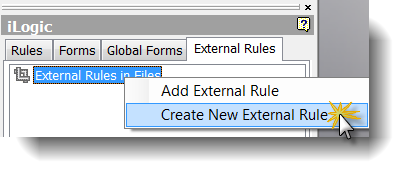 iLogic
Rules Forms Global Forms External Rules
External Rules in Files
Add External Rule
Create New External Rule